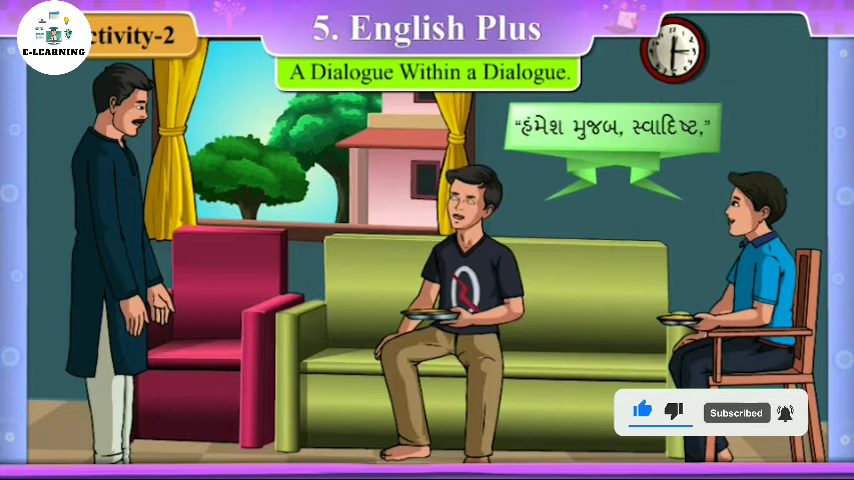 5. English Plus
ctivity-2
E-LEARNING
A Dialogue Within a Dialogue.
"હંમેશ મુજબ, સ્વાદિષ્ટ,"
Subscribed